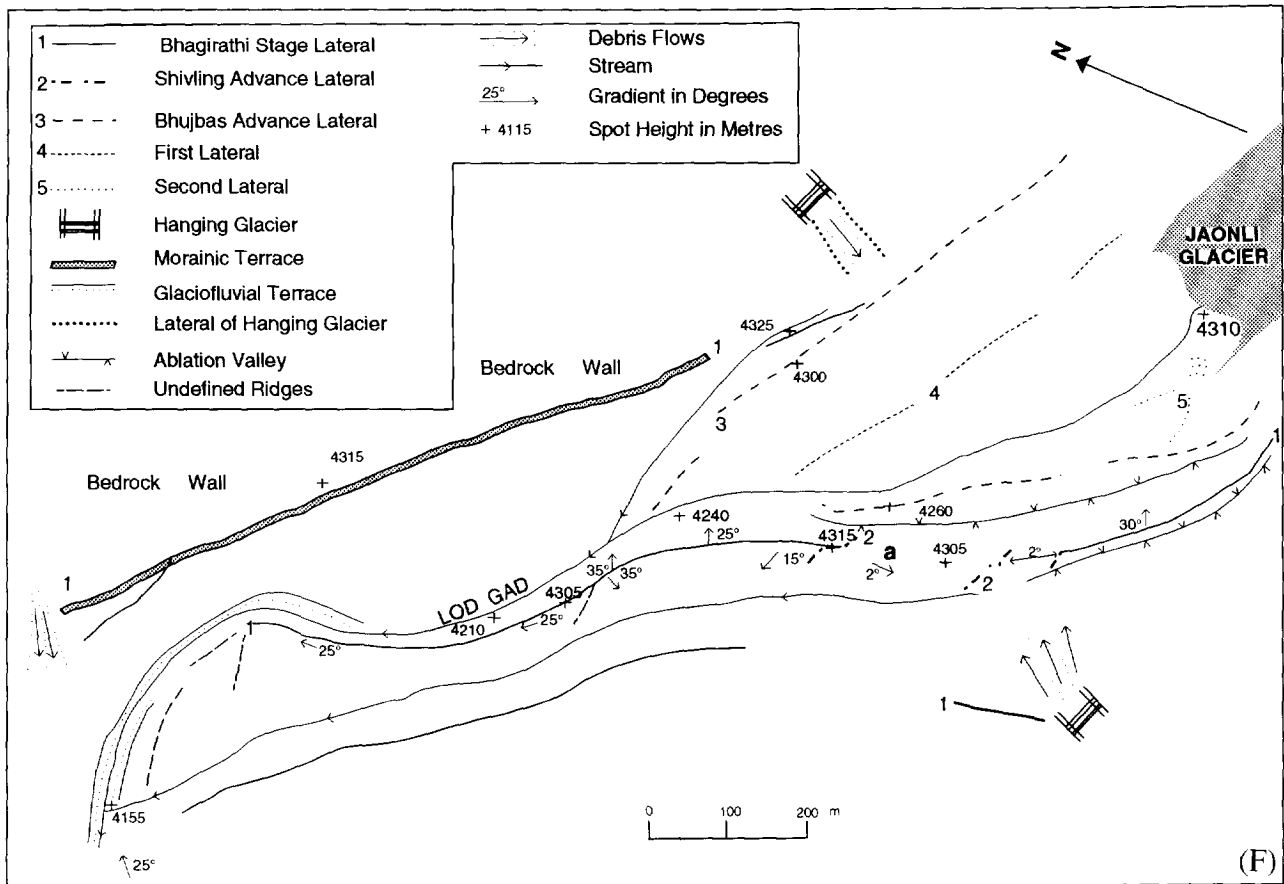 1 Bhagirathi Stage Lateral
2 Shivling Advance Lateral
3 Bhujbas Advance Lateral
4 First Lateral
5 Second Lateral
Hanging Glacier
Morainic Terrace
Glaciofluvial Terrace
Lateral of Hanging Glacier
Ablation Valley
Undefined Ridges
Debris Flows
Stream
25° Gradient in Degrees
+ 4115 Spot Height in Metres
N
JAONLI
GLACIER
4310
4325
1
Bedrock Wall
4300
4
3
5
4315
Bedrock Wall
1
4240
4260
30°
25°
4315
2
a
4305
2°
15°
2°
2
35°
35°
1
LOD GAD
4305
4210
25°
1
25°
1
4155
25°
0 100 200 m
(F)